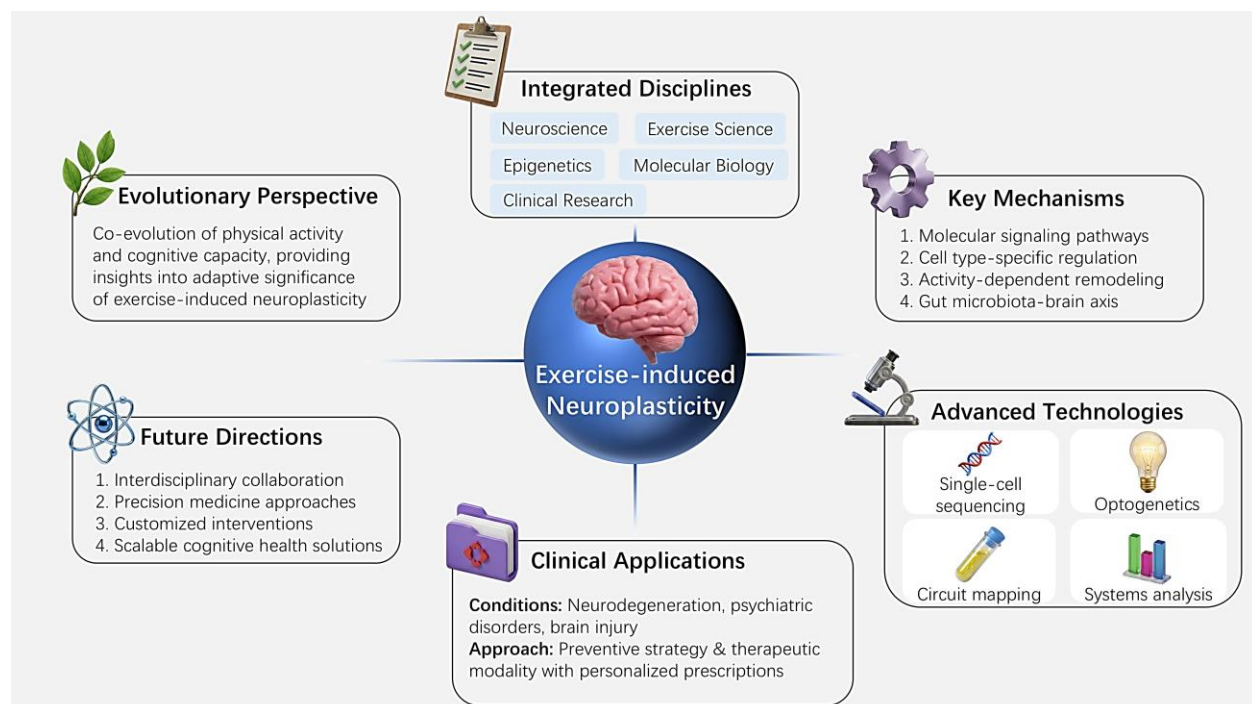 Integrated Disciplines
Neuroscience
Exercise Science
Epigenetics
Molecular Biology
Clinical Research
Evolutionary Perspective
Co-evolution of physical activity
and cognitive capacity, providing
insights into adaptive significance
of exercise-induced neuroplasticity
Key Mechanisms
1. Molecular signaling pathways
2. Cell type-specific regulation
3. Activity-dependent remodeling
4. Gut microbiota-brain axis
Exercise-induced
Neuroplasticity
Future Directions
1. Interdisciplinary collaboration
2. Precision medicine approaches
3. Customized interventions
4. Scalable cognitive health solutions
Advanced Technologies
Single-cell
sequencing
Optogenetics
Circuit mapping
Systems analysis
Clinical Applications
Conditions: Neurodegeneration, psychiatric
disorders, brain injury
Approach: Preventive strategy & therapeutic
modality with personalized prescriptions